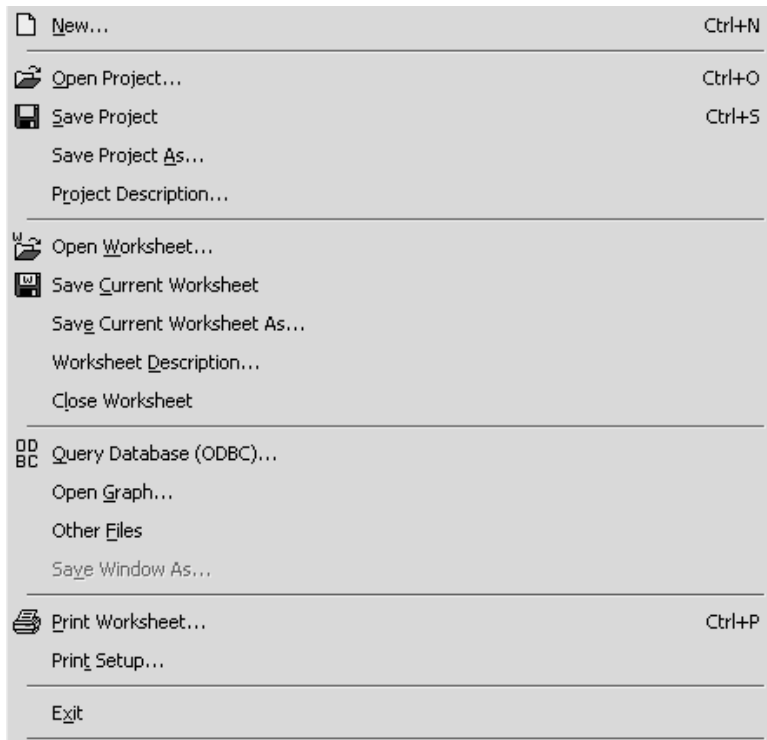 New... Ctrl+N
Open Project... Ctrl+O
Save Project Ctrl+S
Save Project As...
Project Description...
W
Open Worksheet...
W
Save Current Worksheet
Save Current Worksheet As...
Worksheet Description...
Close Worksheet
OD
BC
Query Database (ODBC)...
Open Graph...
Other Files
Save Window As...
Print Worksheet... Ctrl+P
Print Setup...
Exit